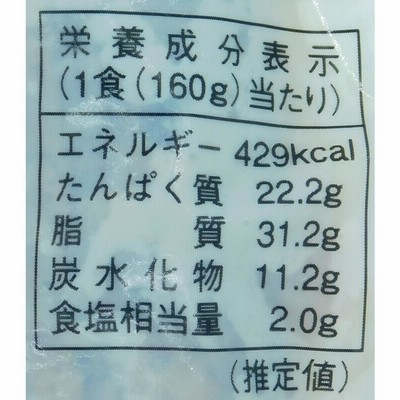 栄養成分表示
(1食(160g)当たり)
エネルギー 429kcal
たんぱく質 22.2g
脂質 31.2g
炭水化物 11.2g
食塩相当量 2.0g
(推定値)